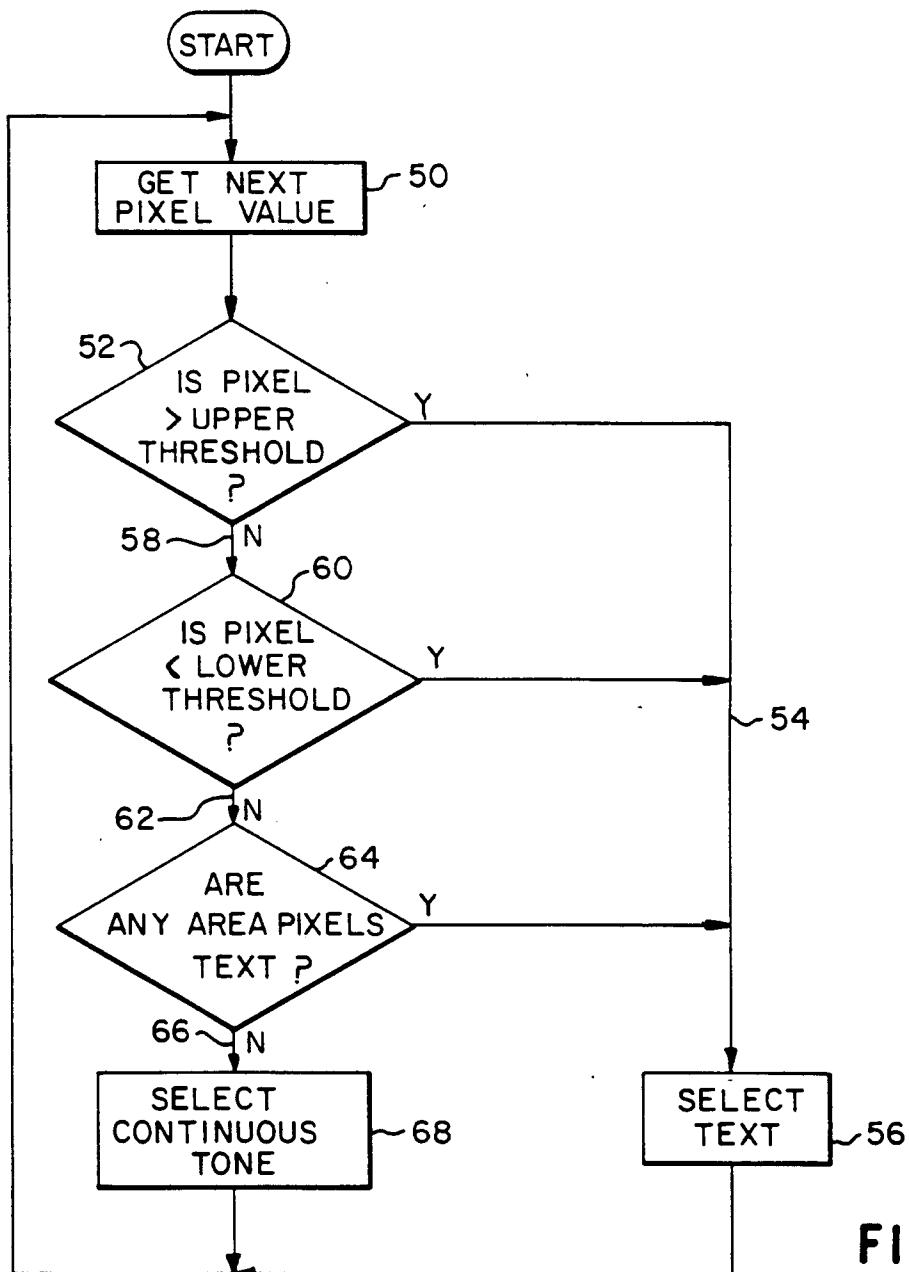 START
GET NEXT
PIXEL VALUE
50
52
IS PIXEL
> UPPER
THRESHOLD
?
Y
58
N
60
IS PIXEL
< LOWER
THRESHOLD
?
Y
54
62
N
64
ARE
ANY AREA PIXELS
TEXT ?
Y
66
N
SELECT
CONTINUOUS
TONE
68
SELECT
TEXT
56
FI